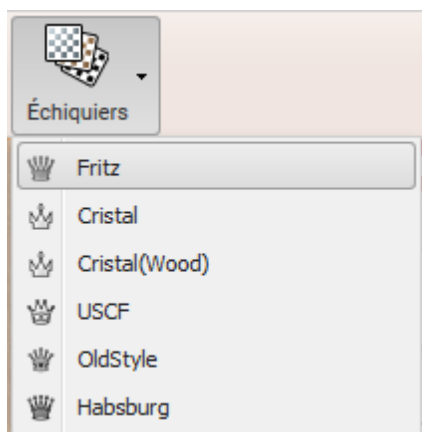 Échiquiers
Fritz
Cristal
Cristal(Wood)
USCF
OldStyle
Habsburg